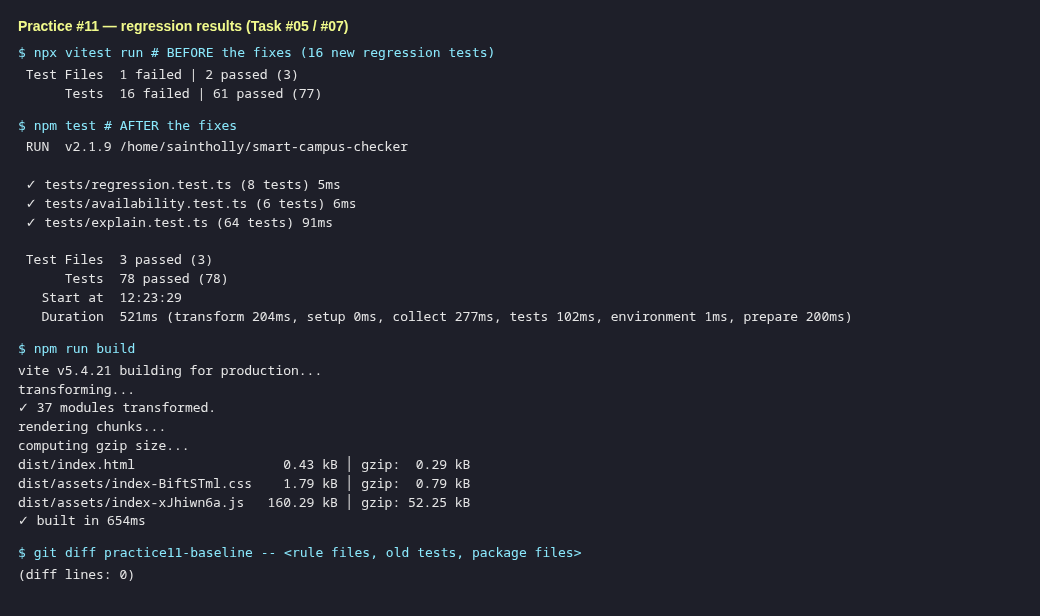 Practice #11 — regression results (Task #05 / #07)
$ npx vitest run # BEFORE the fixes (16 new regression tests)
Test Files  1 failed | 2 passed (3)
Tests  16 failed | 61 passed (77)
$ npm test # AFTER the fixes
RUN  v2.1.9 /home/saintholly/smart-campus-checker
✓ tests/regression.test.ts (8 tests) 5ms
✓ tests/availability.test.ts (6 tests) 6ms
✓ tests/explain.test.ts (64 tests) 91ms
Test Files  3 passed (3)
Tests  78 passed (78)
Start at  12:23:29
Duration  521ms (transform 204ms, setup 0ms, collect 277ms, tests 102ms, environment 1ms, prepare 200ms)
$ npm run build
vite v5.4.21 building for production...
transforming...
✓ 37 modules transformed.
rendering chunks...
computing gzip size...
dist/index.html                   0.43 kB │ gzip:  0.29 kB
dist/assets/index-BiftSTml.css    1.79 kB │ gzip:  0.79 kB
dist/assets/index-xJhiwn6a.js   160.29 kB │ gzip: 52.25 kB
✓ built in 654ms
$ git diff practice11-baseline -- <rule files, old tests, package files>
(diff lines: 0)